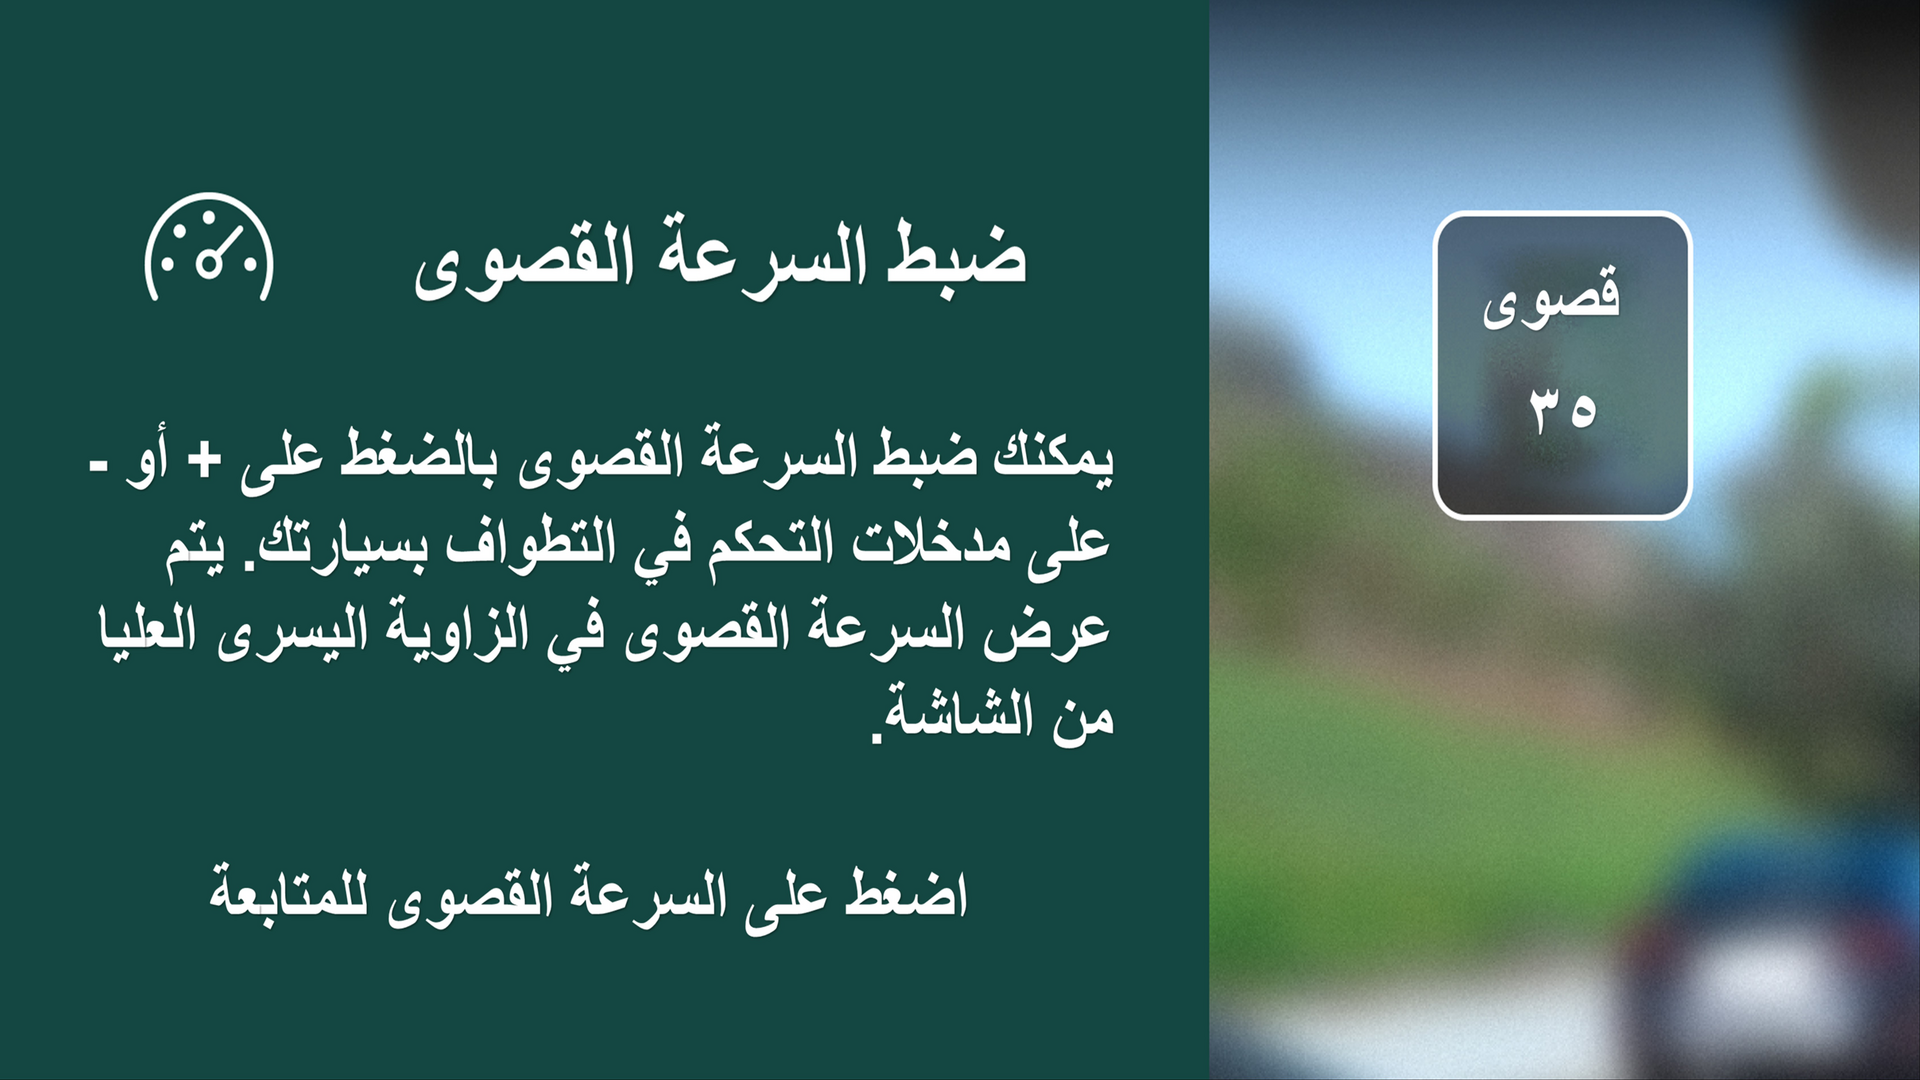 ضبط السرعة القصوى
يمكنك ضبط السرعة القصوى بالضغط على + أو -
على مدخلات التحكم في التطواف بسيارتك. يتم
عرض السرعة القصوى في الزاوية اليسرى العليا
من الشاشة.
اضغط على السرعة القصوى للمتابعة
قصوى
٣٥